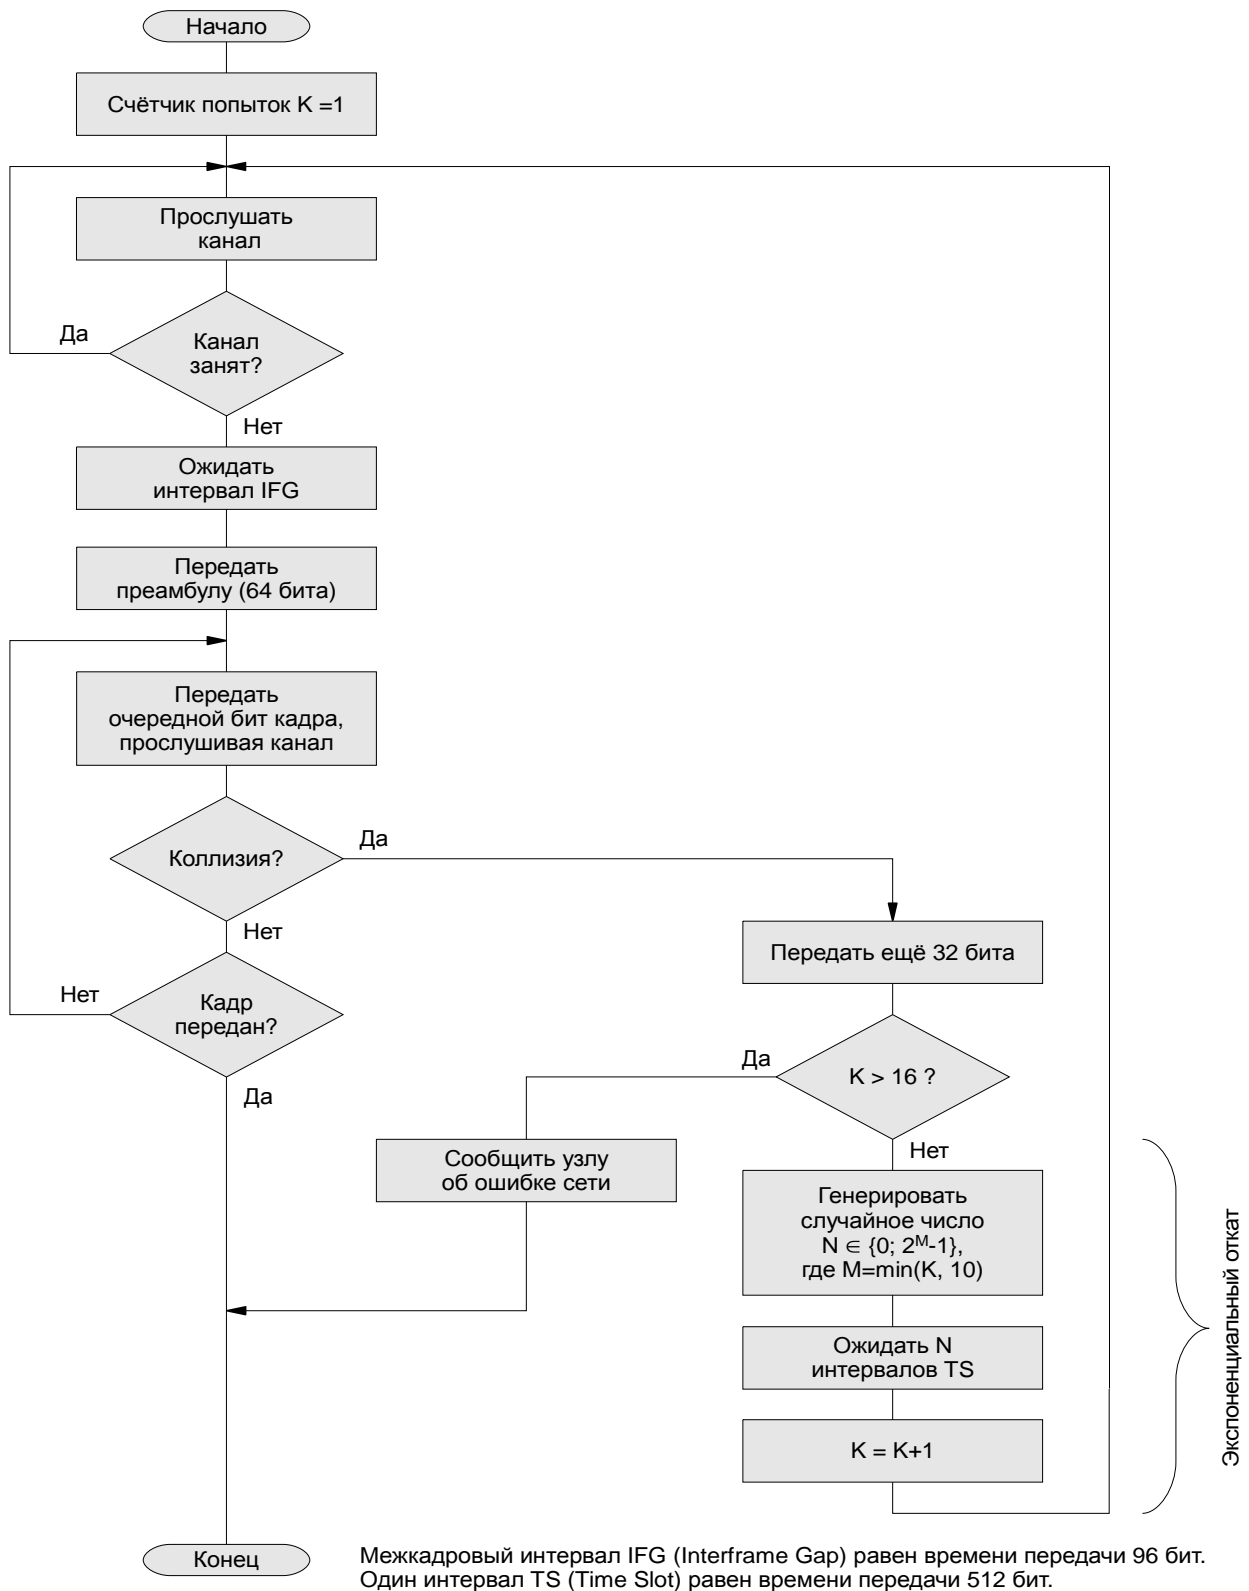 Начало
Счётчик попыток K =1
Прослушать
канал
Да
Канал
занят?
Нет
Ожидать
интервал IFG
Передать
преамбулу (64 бита)
Передать
очередной бит кадра,
прослушивая канал
Коллизия?
Да
Нет
Передать ещё 32 бита
Нет
Кадр
передан?
Да
Да
K > 16 ?
Нет
Сообщить узлу
об ошибке сети
Генерировать
случайное число
N ∈ {0; 2ᴹ-1},
где M=min(K, 10)
Ожидать N
интервалов TS
K = K+1
Экспоненциальный откат
Конец
Межкадровый интервал IFG (Interframe Gap) равен времени передачи 96 бит.
Один интервал TS (Time Slot) равен времени передачи 512 бит.